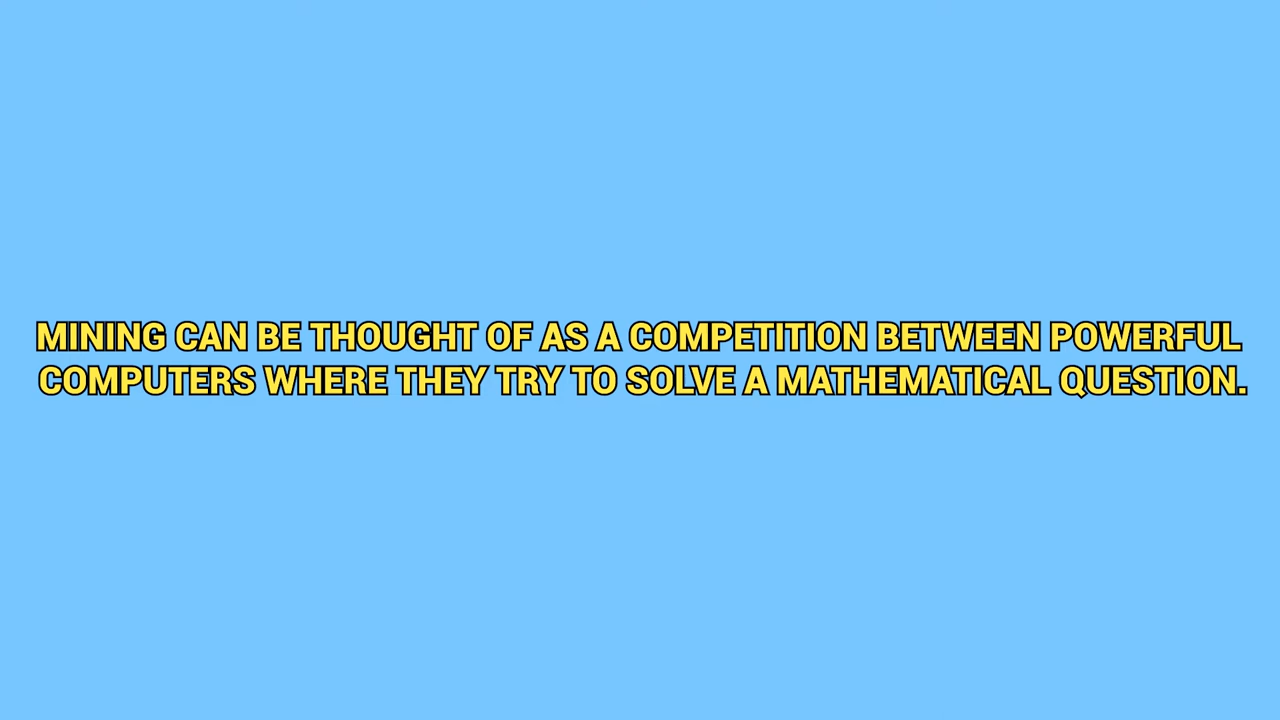 MINING CAN BE THOUGHT OF AS A COMPETITION BETWEEN POWERFUL
COMPUTERS WHERE THEY TRY TO SOLVE A MATHEMATICAL QUESTION.